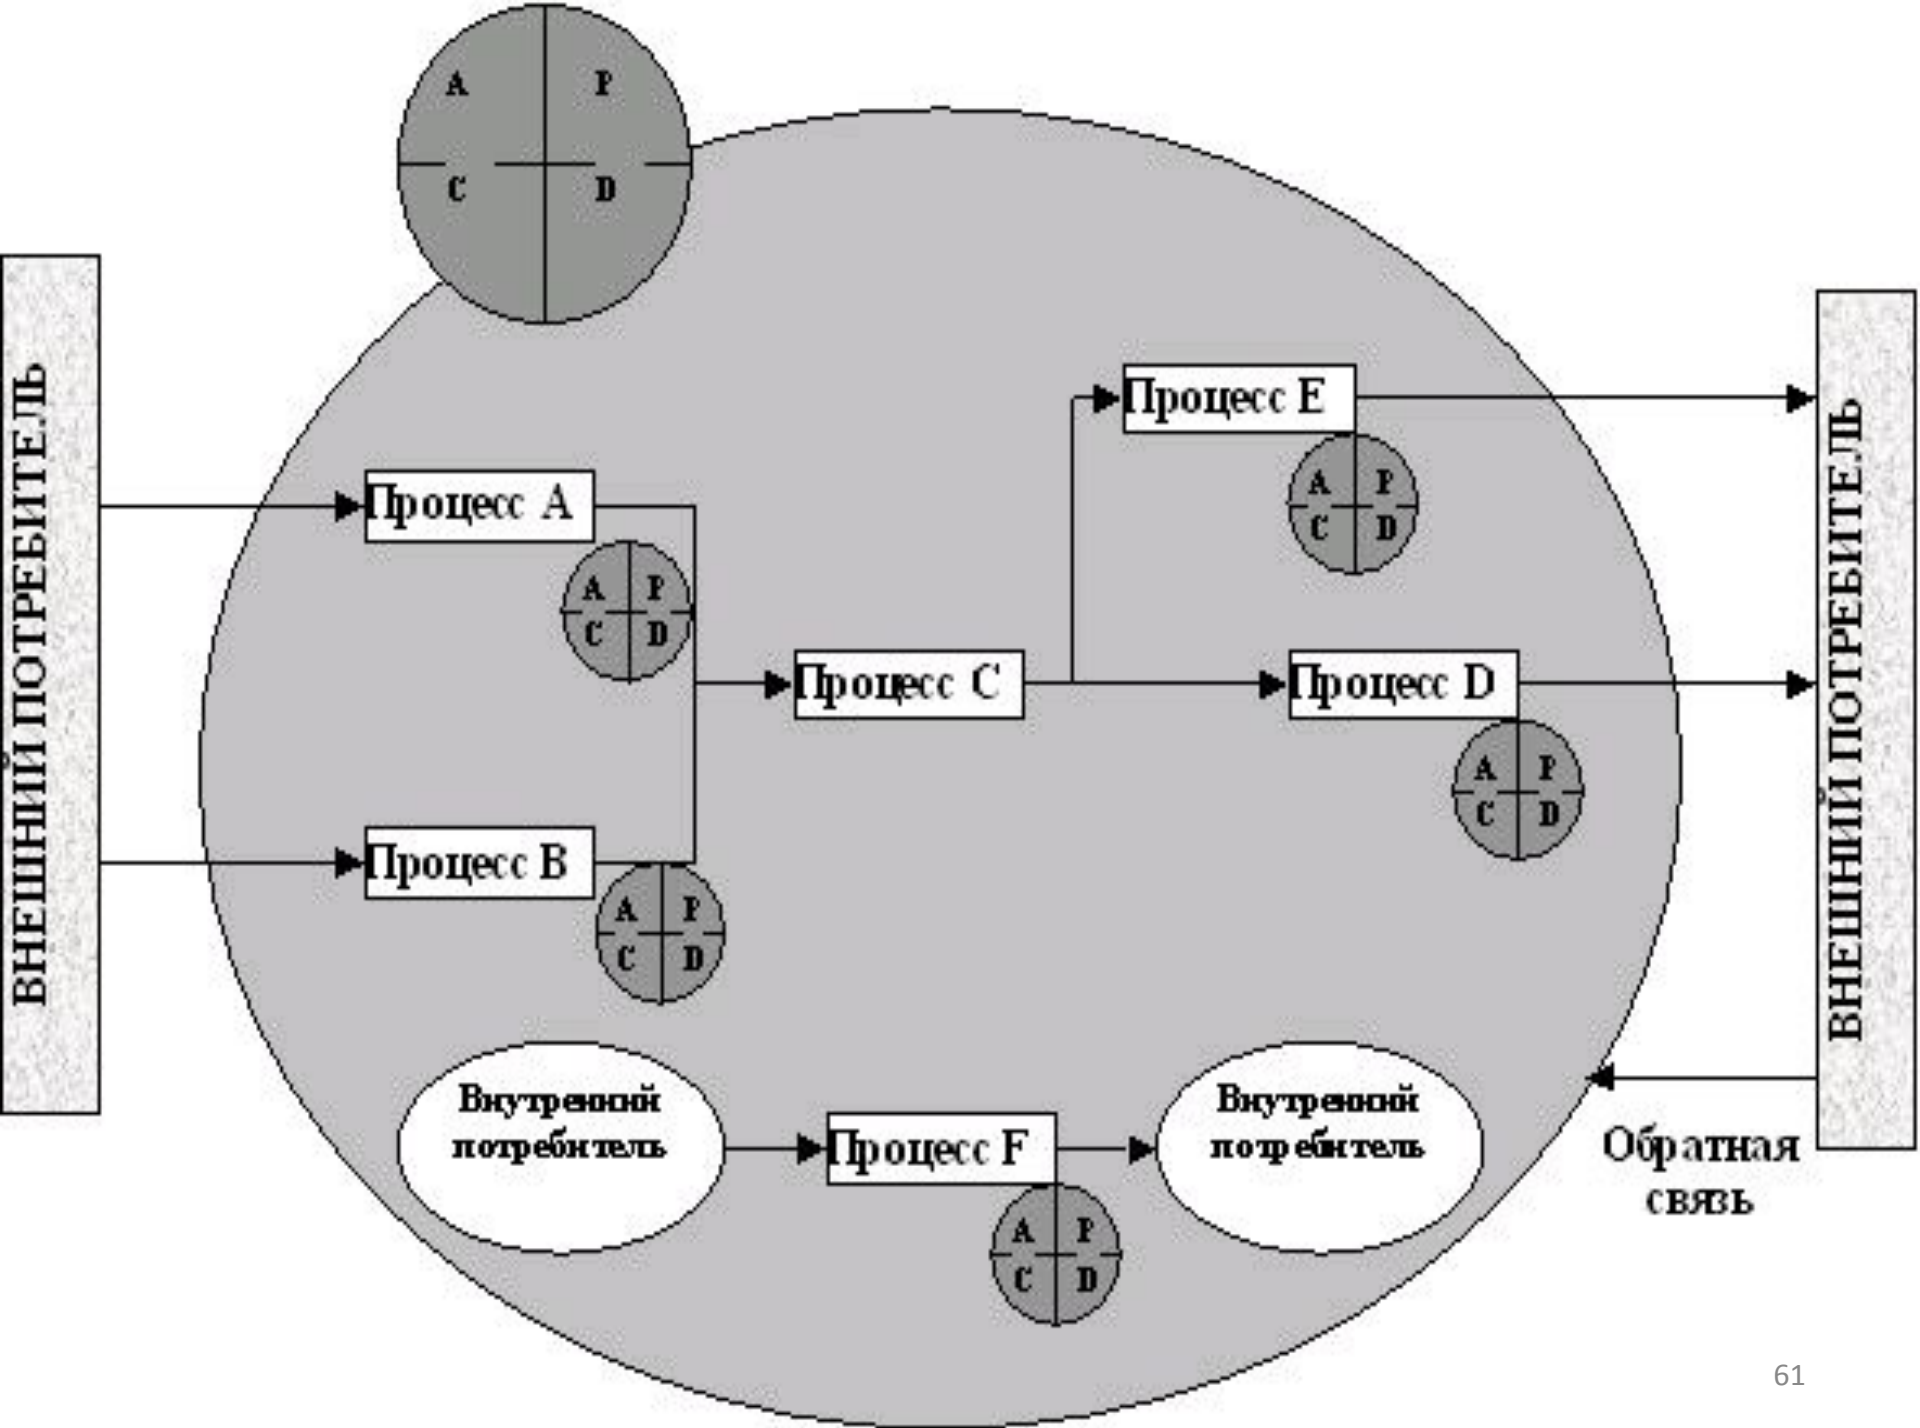 A P
C D
ВНЕШНИЙ ПОТРЕБИТЕЛЬ
Процесс E
A P
C D
Процесс A
A P
C D
Процесс C
Процесс D
A P
C D
Процесс B
A P
C D
Внутренний
потребитель
Процесс F
A P
C D
Внутренний
потребитель
ВНЕШНИЙ ПОТРЕБИТЕЛЬ
Обратная
связь
61